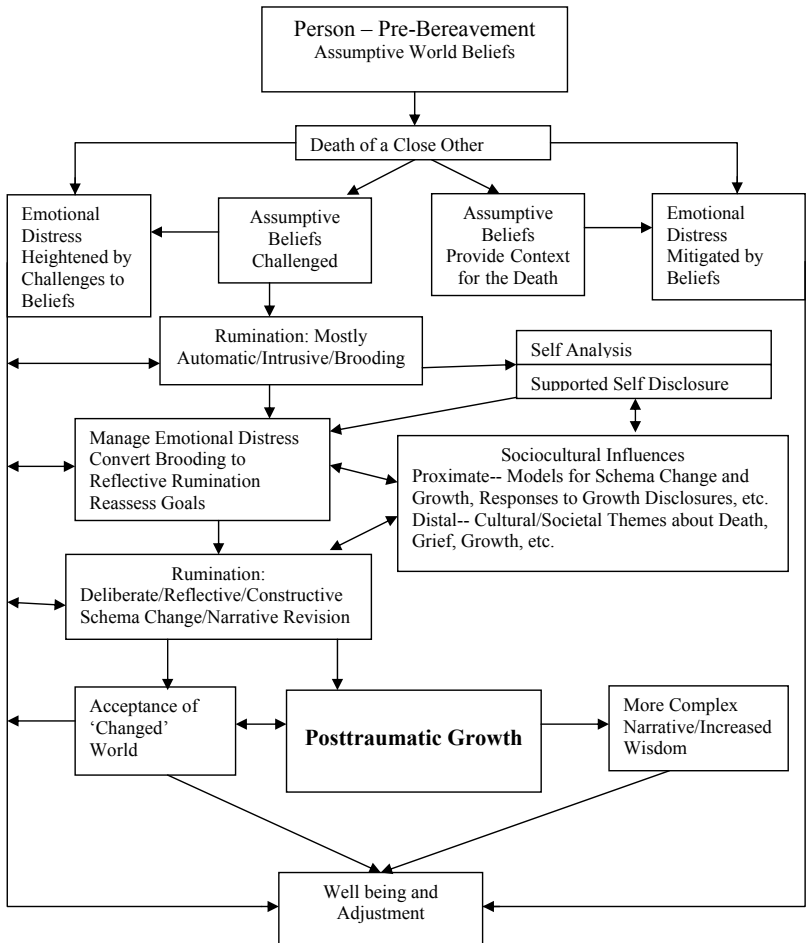 Person – Pre-Bereavement
Assumptive World Beliefs
Death of a Close Other
Emotional
Distress
Heightened by
Challenges to
Beliefs
Assumptive
Beliefs
Challenged
Assumptive
Beliefs
Provide Context
for the Death
Emotional
Distress
Mitigated by
Beliefs
Rumination: Mostly
Automatic/Intrusive/Brooding
Self Analysis
Supported Self Disclosure
Manage Emotional Distress
Convert Brooding to
Reflective Rumination
Reassess Goals
Sociocultural Influences
Proximate-- Models for Schema Change and
Growth, Responses to Growth Disclosures, etc.
Distal-- Cultural/Societal Themes about Death,
Grief, Growth, etc.
Rumination:
Deliberate/Reflective/Constructive
Schema Change/Narrative Revision
Acceptance of
‘Changed’
World
Posttraumatic Growth
More Complex
Narrative/Increased
Wisdom
Well being and
Adjustment